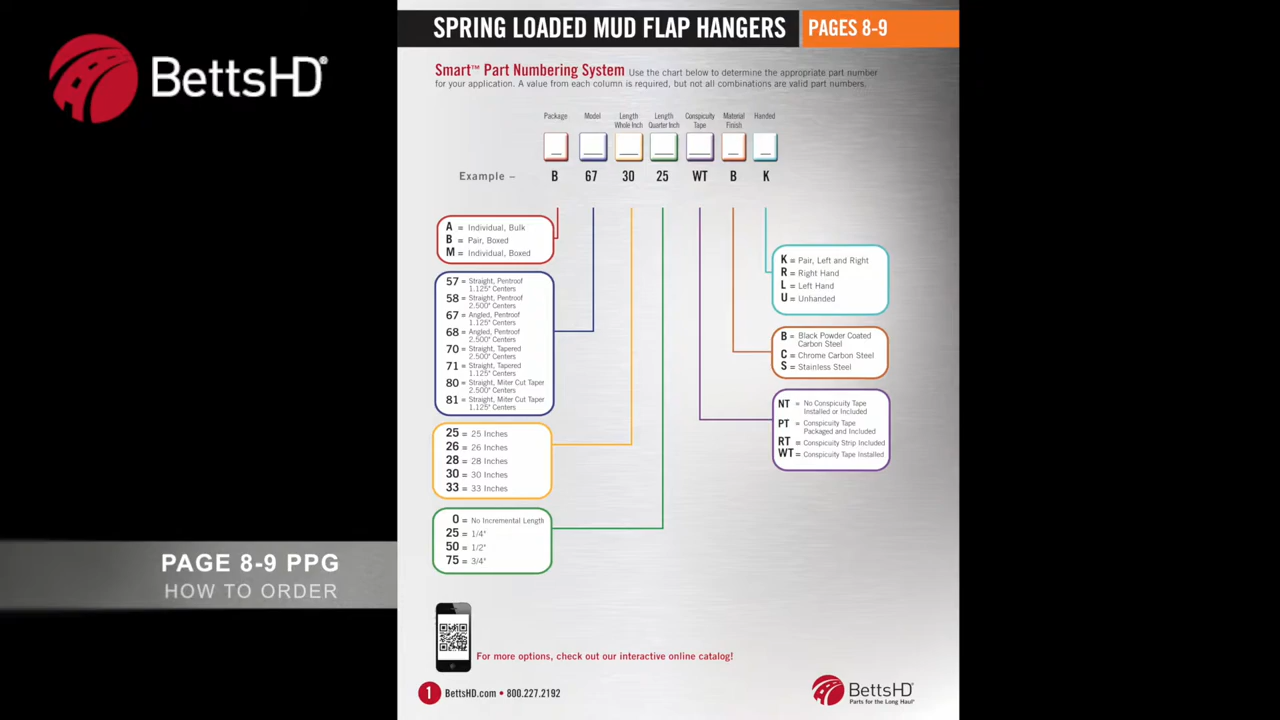 BettsHD®
SPRING LOADED MUD FLAP HANGERS
PAGES 8-9
Smart™ Part Numbering System Use the chart below to determine the appropriate part number
for your application. A value from each column is required, but not all combinations are valid part numbers.
Package
Model
Length
Whole Inch
Length
Quarter Inch
Conspicuity
Tape
Material
Finish
Handed
Example – B 67 30 25 WT B K
A = Individual, Bulk
B = Pair, Boxed
M = Individual, Boxed
57 = Straight, Pentroof
1.125" Centers
58 = Straight, Pentroof
2.500" Centers
67 = Angled, Pentroof
1.125" Centers
68 = Angled, Pentroof
2.500" Centers
70 = Straight, Tapered
2.500" Centers
71 = Straight, Tapered
1.125" Centers
80 = Straight, Miter Cut Taper
2.500" Centers
81 = Straight, Miter Cut Taper
1.125" Centers
25 = 25 Inches
26 = 26 Inches
28 = 28 Inches
30 = 30 Inches
33 = 33 Inches
0 = No Incremental Length
25 = 1/4"
50 = 1/2"
75 = 3/4"
K = Pair, Left and Right
R = Right Hand
L = Left Hand
U = Unhanded
B = Black Powder Coated
Carbon Steel
C = Chrome Carbon Steel
S = Stainless Steel
NT = No Conspicuity Tape
Installed or Included
PT = Conspicuity Tape
Packaged and Included
RT = Conspicuity Strip Included
WT = Conspicuity Tape Installed
PAGE 8-9 PPG
HOW TO ORDER
For more options, check out our interactive online catalog!
1 BettsHD.com • 800.227.2192
BettsHD®
Parts for the Long Haul®